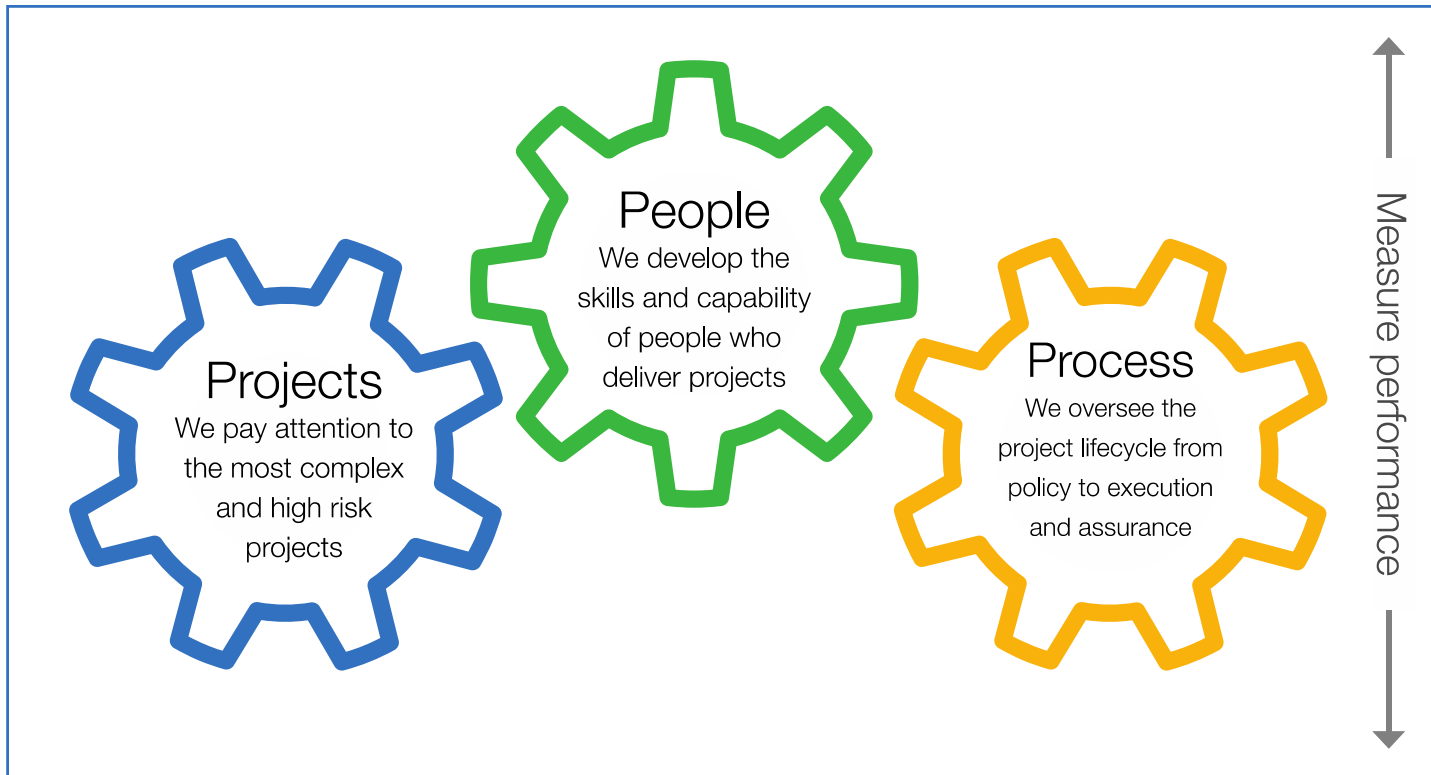 Projects
We pay attention to
the most complex
and high risk
projects
People
We develop the
skills and capability
of people who
deliver projects
Process
We oversee the
project lifecycle from
policy to execution
and assurance
Measure performance